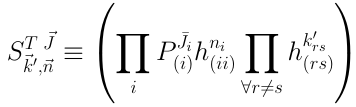 $S^{T\ \vec{J}}_{\vec{k}',\vec{n}} \equiv \left( \prod_{i} P^{\bar{J}_i}_{(i)} h^{n_i}_{(ii)} \prod_{\forall r \neq s} h^{k'_{rs}}_{(rs)} \right)$